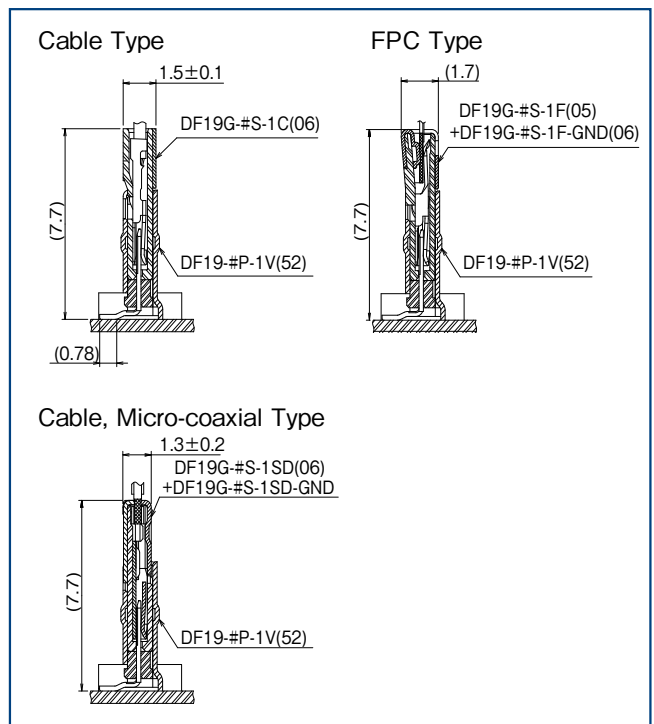 Cable Type
1.5±0.1
DF19G-#S-1C(06)
(7.7)
DF19-#P-1V(52)
(0.78)
FPC Type
(1.7)
DF19G-#S-1F(05)
+DF19G-#S-1F-GND(06)
(7.7)
DF19-#P-1V(52)
Cable, Micro-coaxial Type
1.3±0.2
DF19G-#S-1SD(06)
+DF19G-#S-1SD-GND
(7.7)
DF19-#P-1V(52)